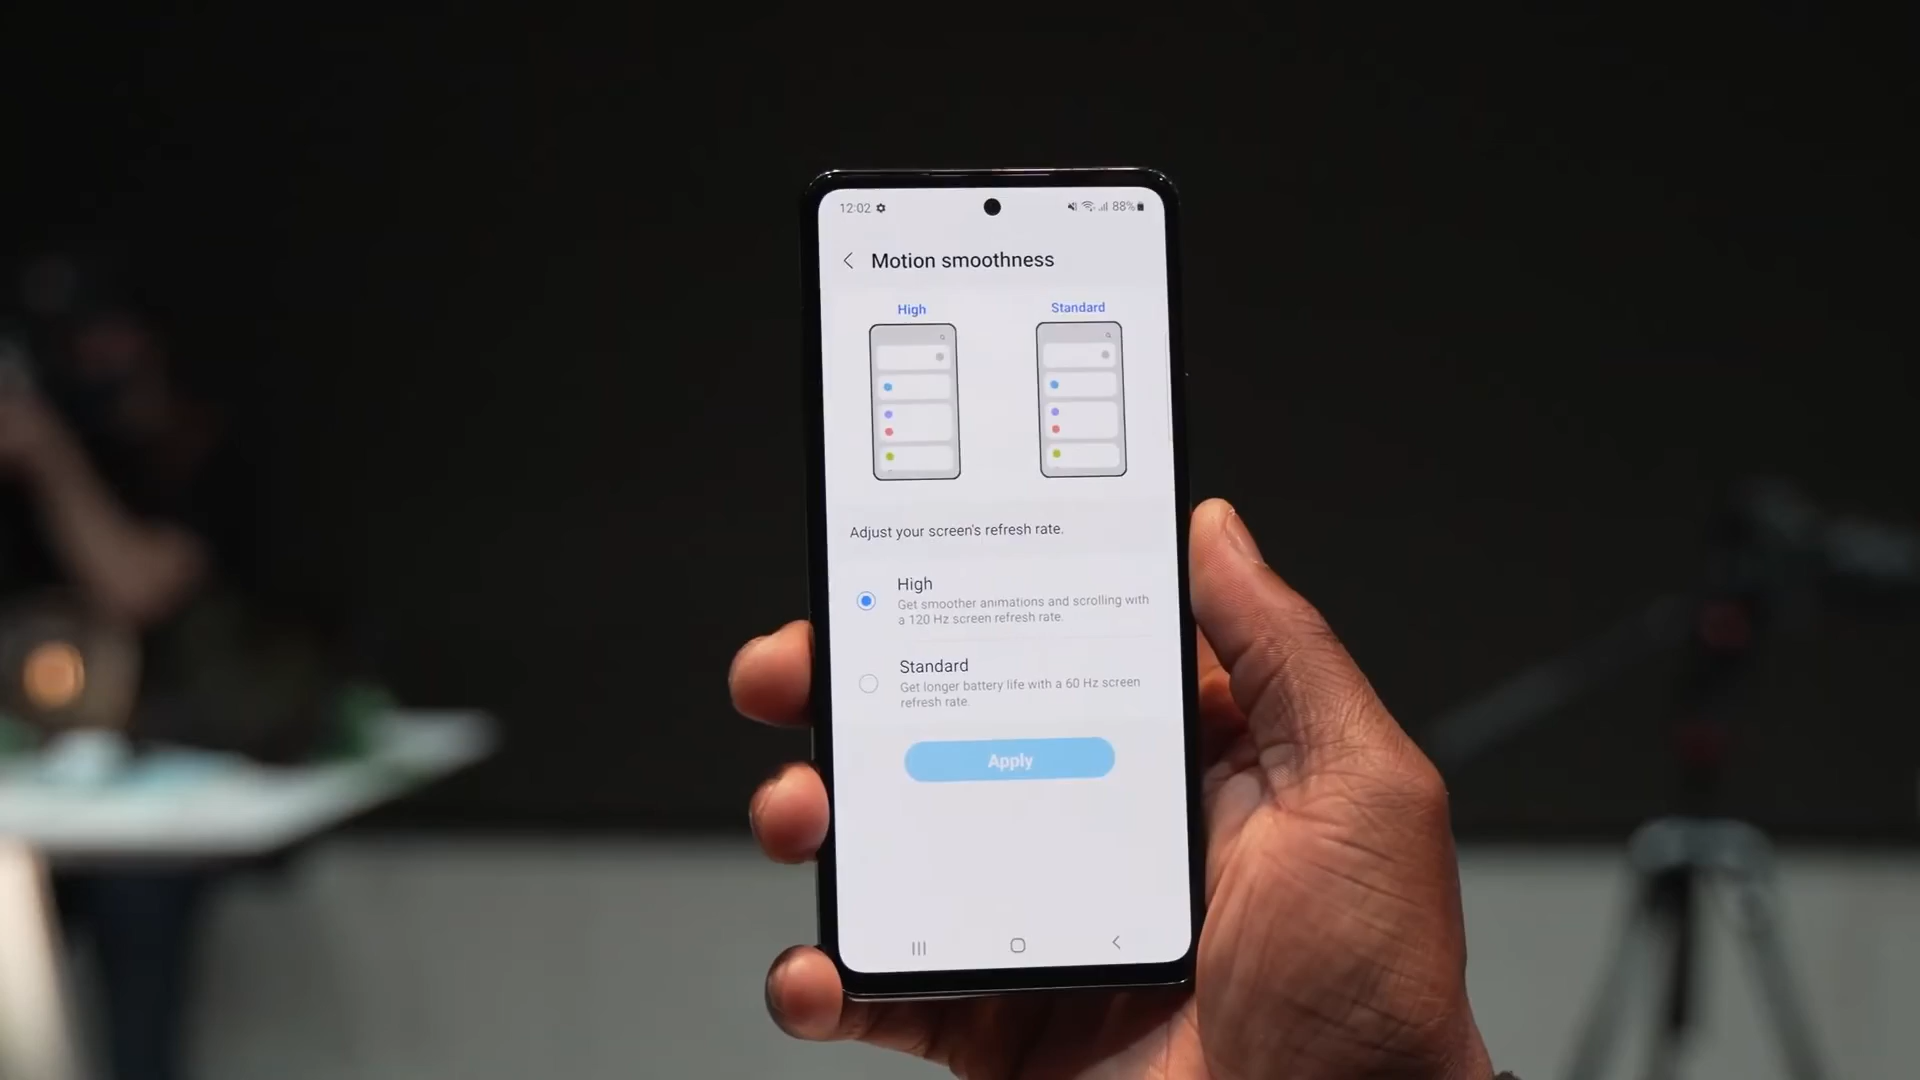 12:02
88%
Motion smoothness
High
Standard
Adjust your screen's refresh rate.
High
Get smoother animations and scrolling with
a 120 Hz screen refresh rate.
Standard
Get longer battery life with a 60 Hz screen
refresh rate.
Apply